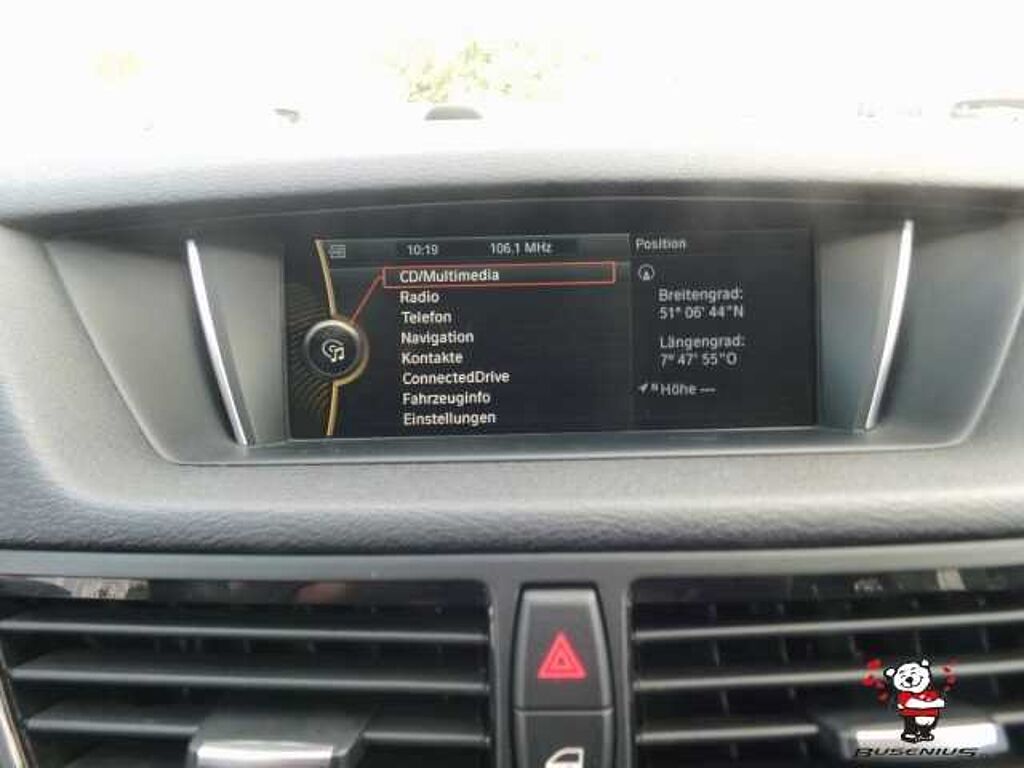 10:19 106.1 MHz
CD/Multimedia
Radio
Telefon
Navigation
Kontakte
ConnectedDrive
Fahrzeuginfo
Einstellungen
Position
Breitengrad:
51° 06' 44"N
Längengrad:
7° 47' 55"O
N Höhe ---
BUSENIUS